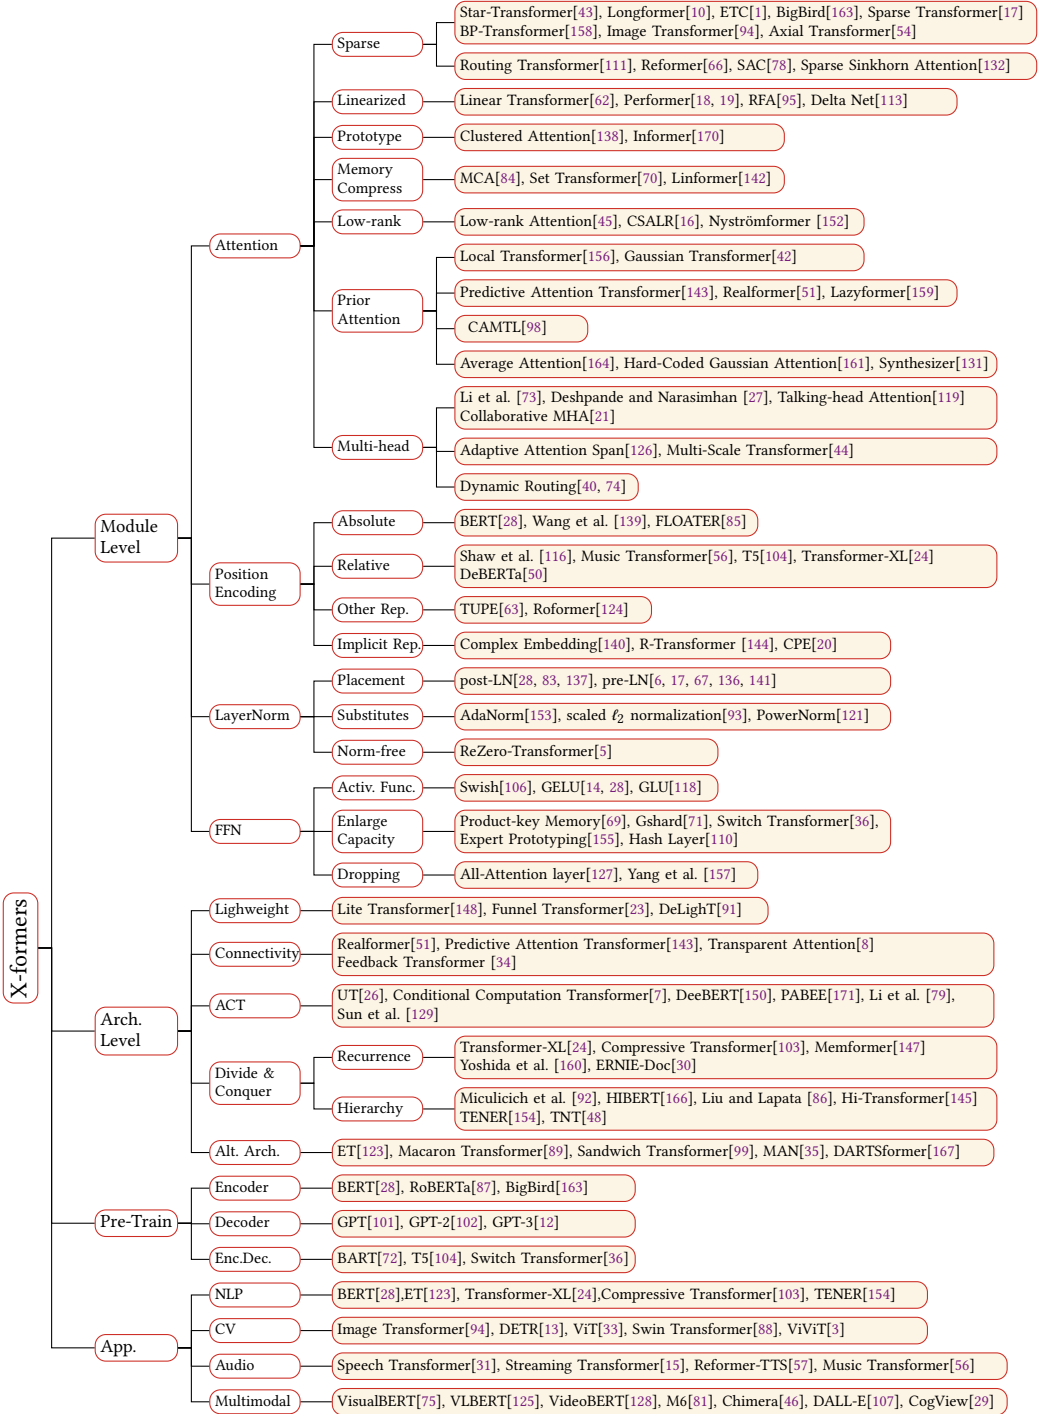 X-formers
Module
Level
Attention
Sparse
Star-Transformer[43], Longformer[10], ETC[1], BigBird[163], Sparse Transformer[17]
BP-Transformer[158], Image Transformer[94], Axial Transformer[54]
Routing Transformer[111], Reformer[66], SAC[78], Sparse Sinkhorn Attention[132]
Linearized
Linear Transformer[62], Performer[18, 19], RFA[95], Delta Net[113]
Prototype
Clustered Attention[138], Informer[170]
Memory
Compress
MCA[84], Set Transformer[70], Linformer[142]
Low-rank
Low-rank Attention[45], CSALR[16], Nyströmformer [152]
Prior
Attention
Local Transformer[156], Gaussian Transformer[42]
Predictive Attention Transformer[143], Realformer[51], Lazyformer[159]
CAMTL[98]
Average Attention[164], Hard-Coded Gaussian Attention[161], Synthesizer[131]
Multi-head
Li et al. [73], Deshpande and Narasimhan [27], Talking-head Attention[119]
Collaborative MHA[21]
Adaptive Attention Span[126], Multi-Scale Transformer[44]
Dynamic Routing[40, 74]
Position
Encoding
Absolute
BERT[28], Wang et al. [139], FLOATER[85]
Relative
Shaw et al. [116], Music Transformer[56], T5[104], Transformer-XL[24]
DeBERTa[50]
Other Rep.
TUPE[63], Roformer[124]
Implicit Rep.
Complex Embedding[140], R-Transformer [144], CPE[20]
LayerNorm
Placement
post-LN[28, 83, 137], pre-LN[6, 17, 67, 136, 141]
Substitutes
AdaNorm[153], scaled ℓ2 normalization[93], PowerNorm[121]
Norm-free
ReZero-Transformer[5]
FFN
Activ. Func.
Swish[106], GELU[14, 28], GLU[118]
Enlarge
Capacity
Product-key Memory[69], Gshard[71], Switch Transformer[36],
Expert Prototyping[155], Hash Layer[110]
Dropping
All-Attention layer[127], Yang et al. [157]
Arch.
Level
Lighweight
Lite Transformer[148], Funnel Transformer[23], DeLighT[91]
Connectivity
Realformer[51], Predictive Attention Transformer[143], Transparent Attention[8]
Feedback Transformer [34]
ACT
UT[26], Conditional Computation Transformer[7], DeeBERT[150], PABEE[171], Li et al. [79],
Sun et al. [129]
Divide &
Conquer
Recurrence
Transformer-XL[24], Compressive Transformer[103], Memformer[147]
Yoshida et al. [160], ERNIE-Doc[30]
Hierarchy
Miculicich et al. [92], HIBERT[166], Liu and Lapata [86], Hi-Transformer[145]
TENER[154], TNT[48]
Alt. Arch.
ET[123], Macaron Transformer[89], Sandwich Transformer[99], MAN[35], DARTSformer[167]
Pre-Train
Encoder
BERT[28], RoBERTa[87], BigBird[163]
Decoder
GPT[101], GPT-2[102], GPT-3[12]
Enc.Dec.
BART[72], T5[104], Switch Transformer[36]
App.
NLP
BERT[28],ET[123], Transformer-XL[24],Compressive Transformer[103], TENER[154]
CV
Image Transformer[94], DETR[13], ViT[33], Swin Transformer[88], ViViT[3]
Audio
Speech Transformer[31], Streaming Transformer[15], Reformer-TTS[57], Music Transformer[56]
Multimodal
VisualBERT[75], VLBERT[125], VideoBERT[128], M6[81], Chimera[46], DALL-E[107], CogView[29]